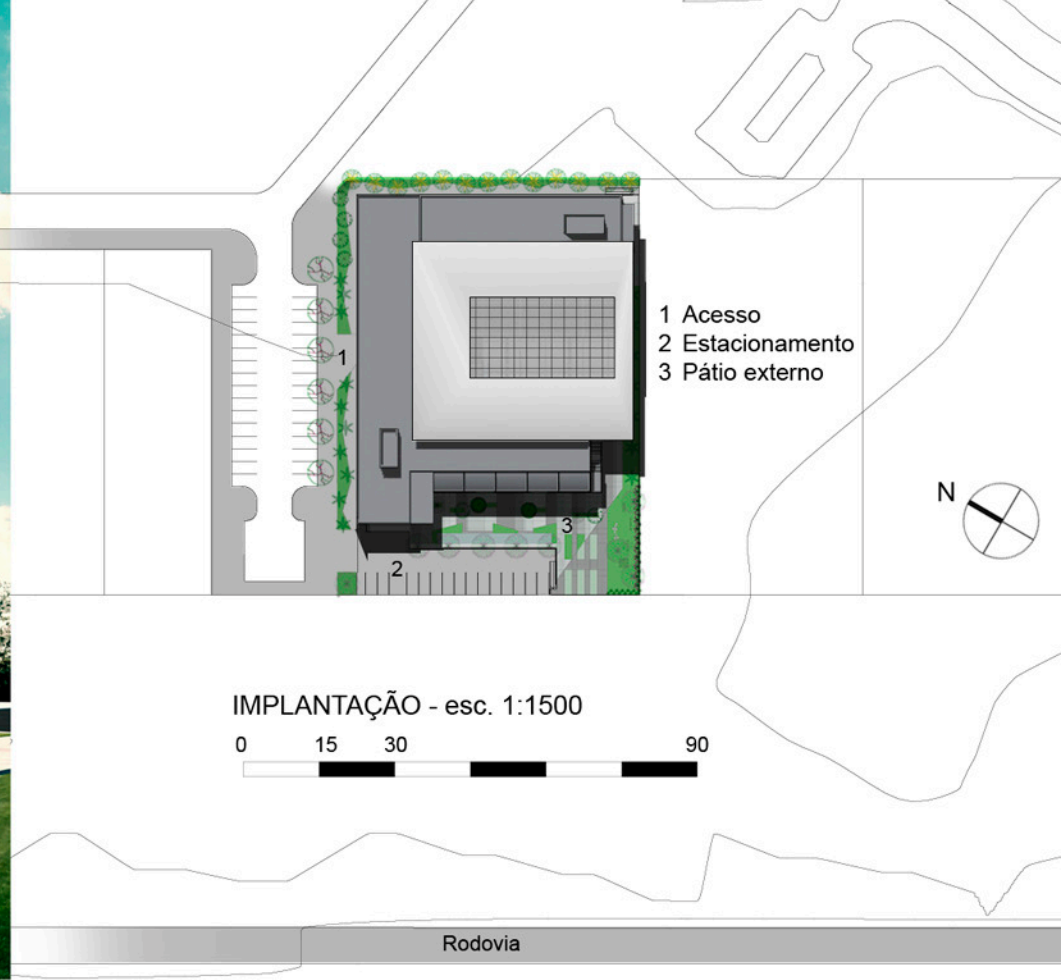 1 Acesso
2 Estacionamento
3 Pátio externo
1
N
3
2
IMPLANTAÇÃO - esc. 1:1500
0 15 30 90
Rodovia